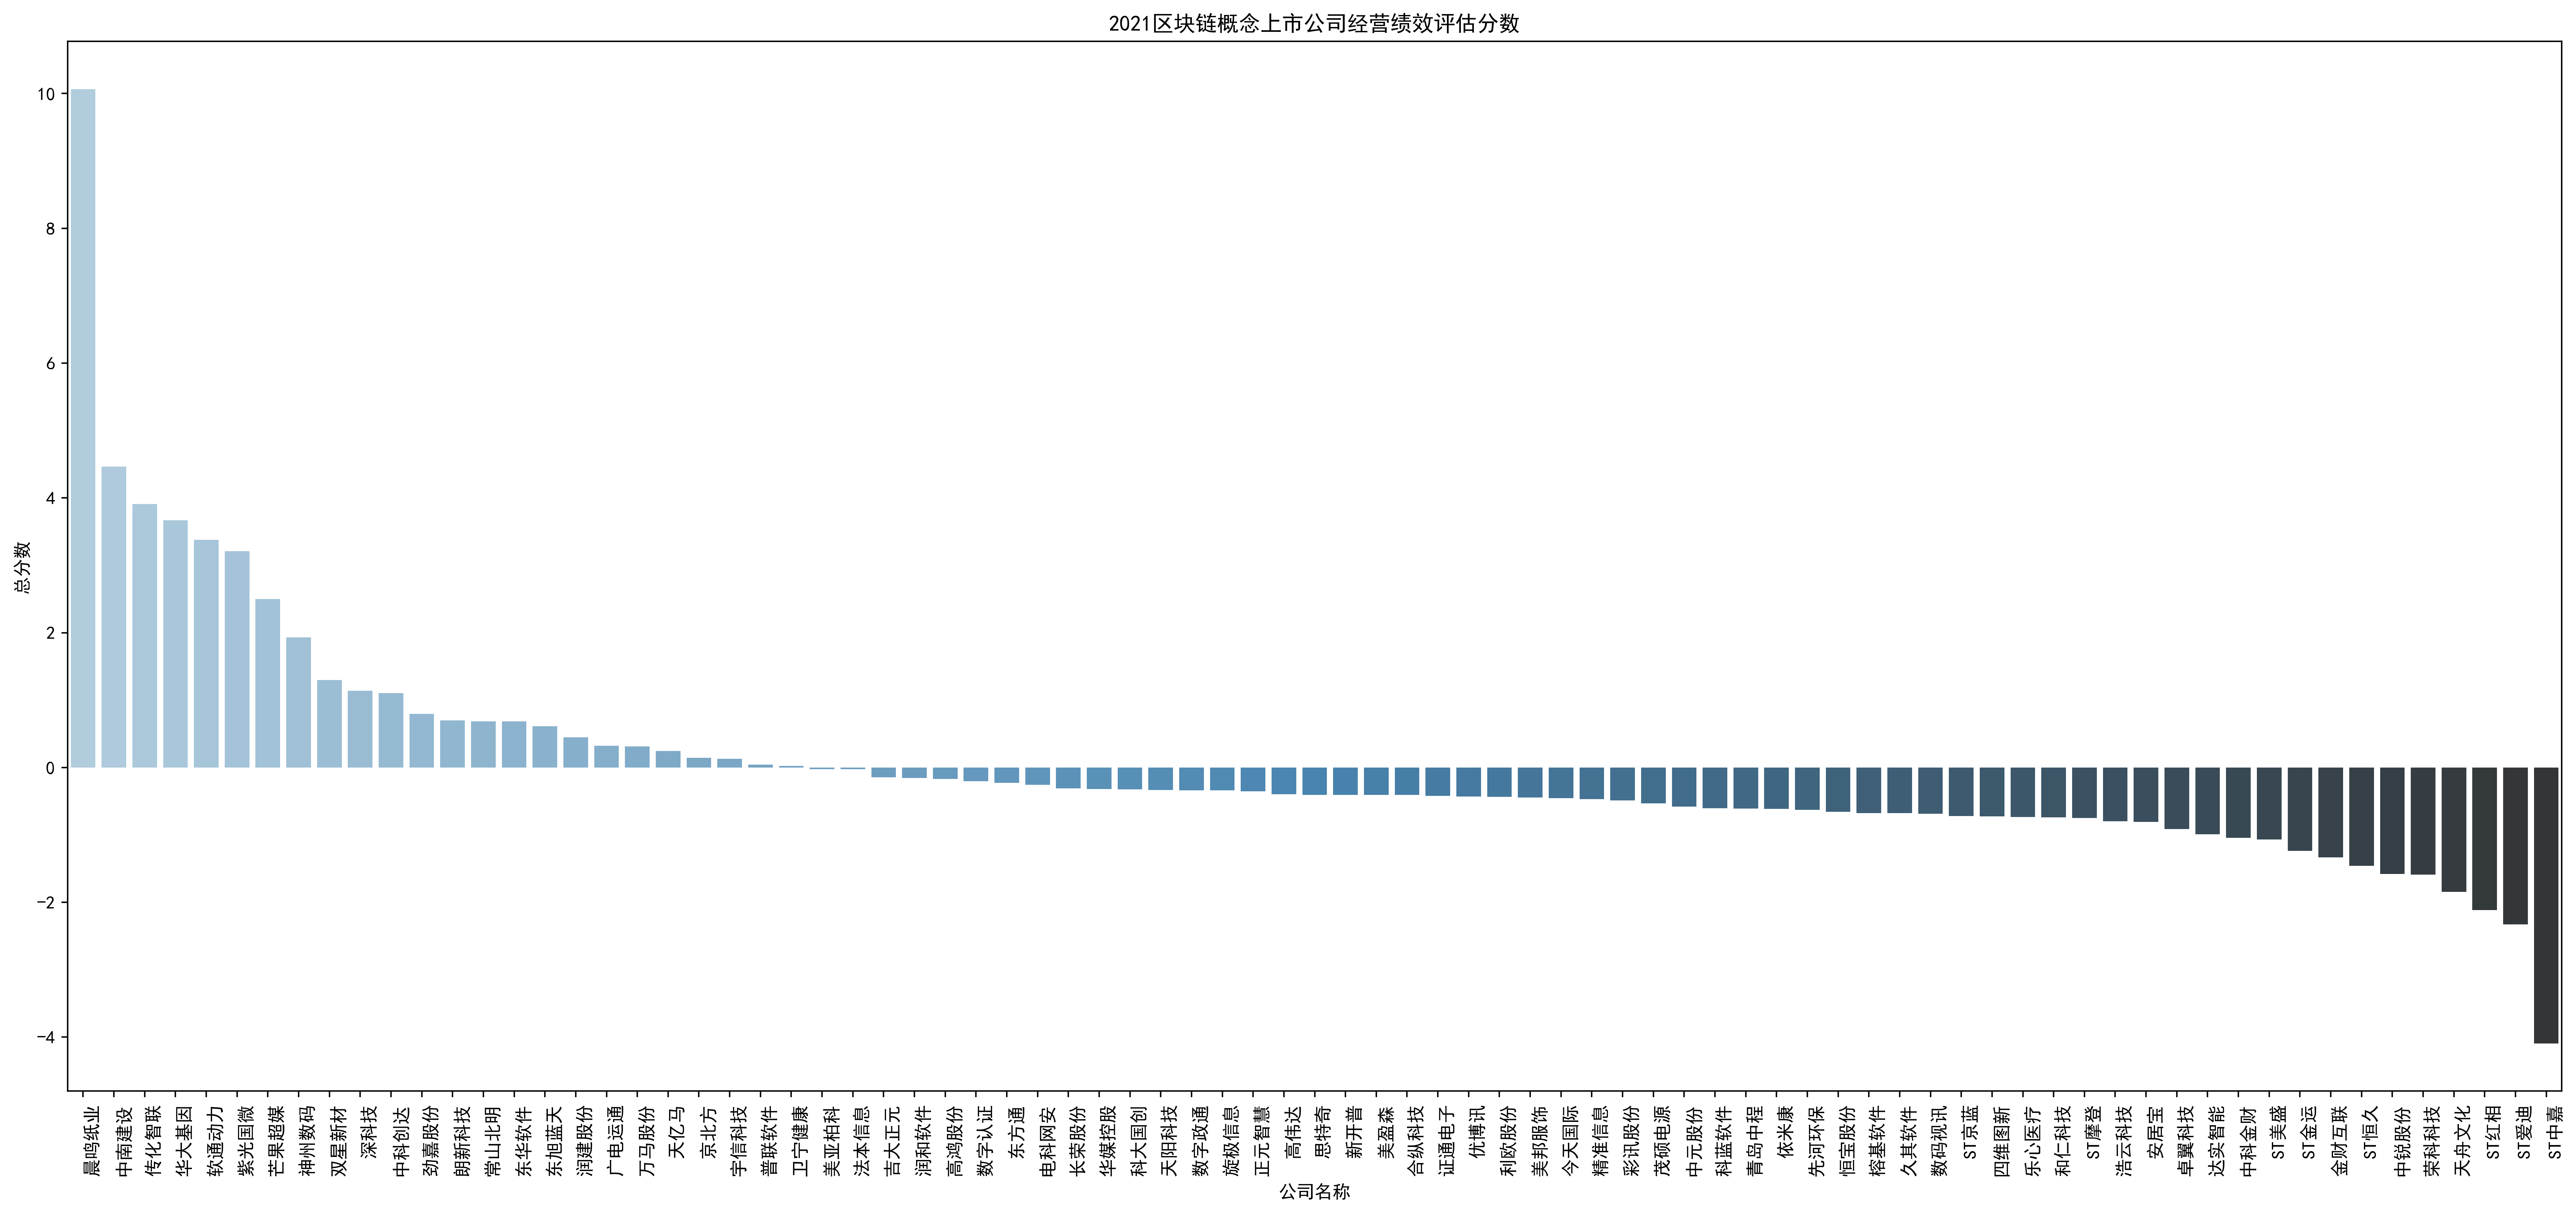 2021区块链概念上市公司经营绩效评估分数
总分数
10
8
6
4
2
0
−2
−4
晨鸣纸业
中南建设
传化智联
华大基因
软通动力
紫光国微
芒果超媒
神州数码
双星新材
深科技
中科创达
劲嘉股份
朗新科技
常山北明
东华软件
东旭蓝天
润建股份
广电运通
万马股份
天亿马
京北方
宇信科技
普联软件
卫宁健康
美亚柏科
法本信息
吉大正元
润和软件
高鸿股份
数字认证
东方通
电科网安
长荣股份
华媒控股
科大国创
天阳科技
数字政通
旋极信息
正元智慧
高伟达
思特奇
新开普
美盈森
合纵科技
证通电子
优博讯
利欧股份
美邦服饰
今天国际
精准信息
彩讯股份
茂硕电源
中元股份
科蓝软件
青岛中程
依米康
先河环保
恒宝股份
榕基软件
久其软件
数码视讯
ST京蓝
四维图新
乐心医疗
和仁科技
ST摩登
浩云科技
安居宝
卓翼科技
达实智能
中科金财
ST美盛
ST金运
金财互联
ST恒久
中锐股份
荣科科技
天舟文化
ST红相
ST爱迪
ST中嘉
公司名称